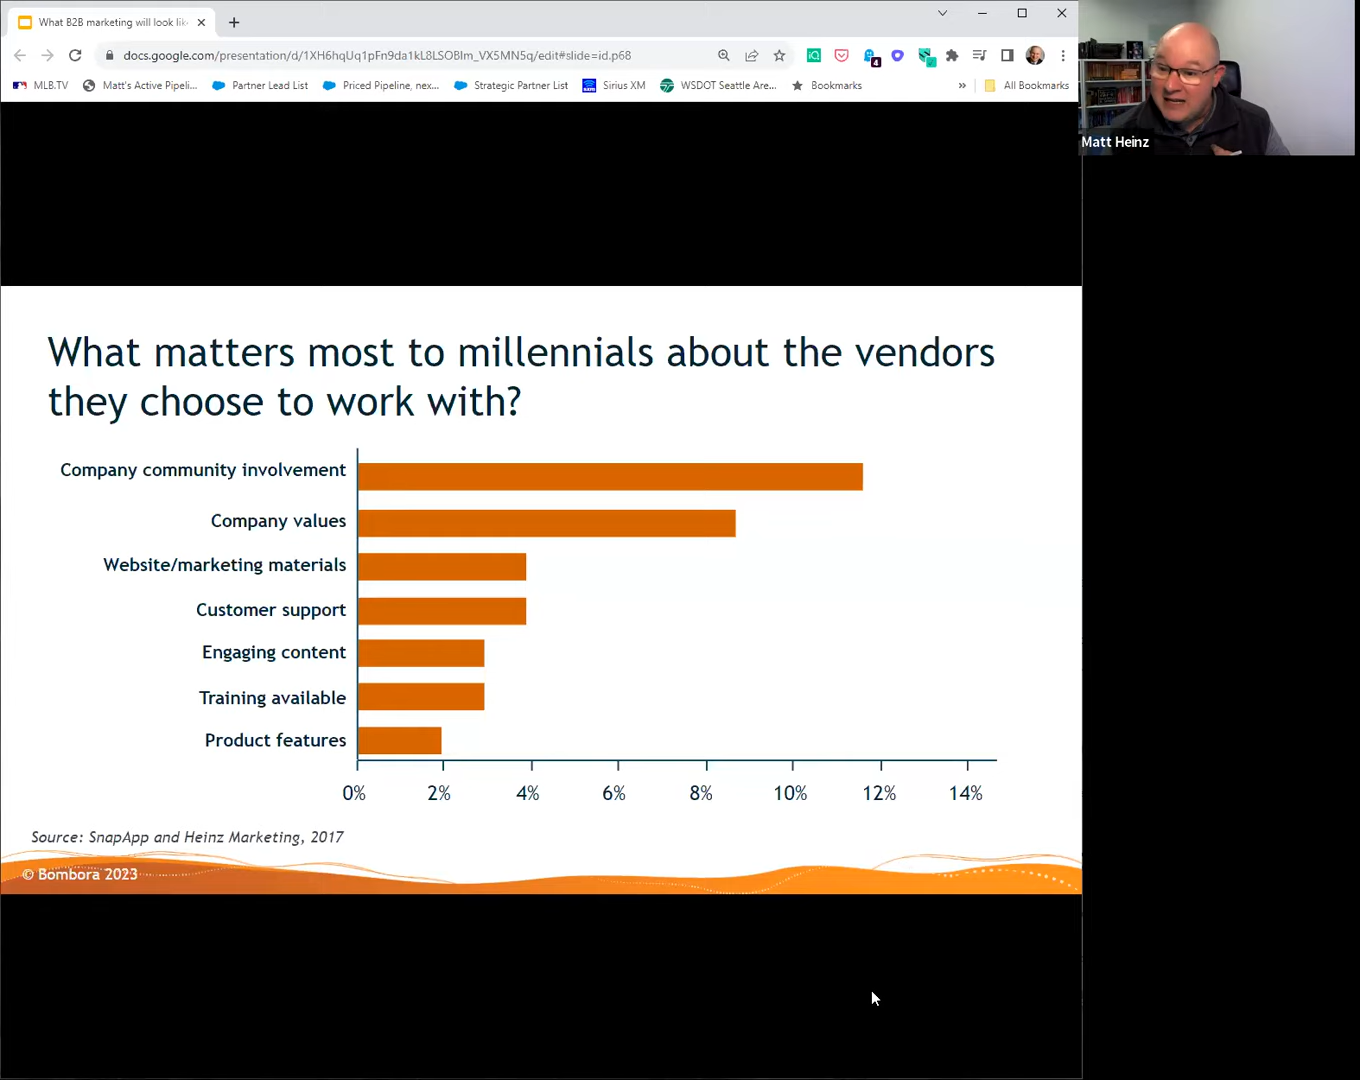 What B2B marketing will look lik
docs.google.com/presentation/d/1XH6hqUq1pFn9da1kL8LSOBIm_VX5MN5q/edit#slide=id.p68
4
MLB.TV Matt's Active Pipeli... Partner Lead List Priced Pipeline, nex... Strategic Partner List Sirius XM WSDOT Seattle Are... Bookmarks » All Bookmarks
Matt Heinz
What matters most to millennials about the vendors
they choose to work with?
Company community involvement
Company values
Website/marketing materials
Customer support
Engaging content
Training available
Product features
0% 2% 4% 6% 8% 10% 12% 14%
Source: SnapApp and Heinz Marketing, 2017
© Bombora 2023